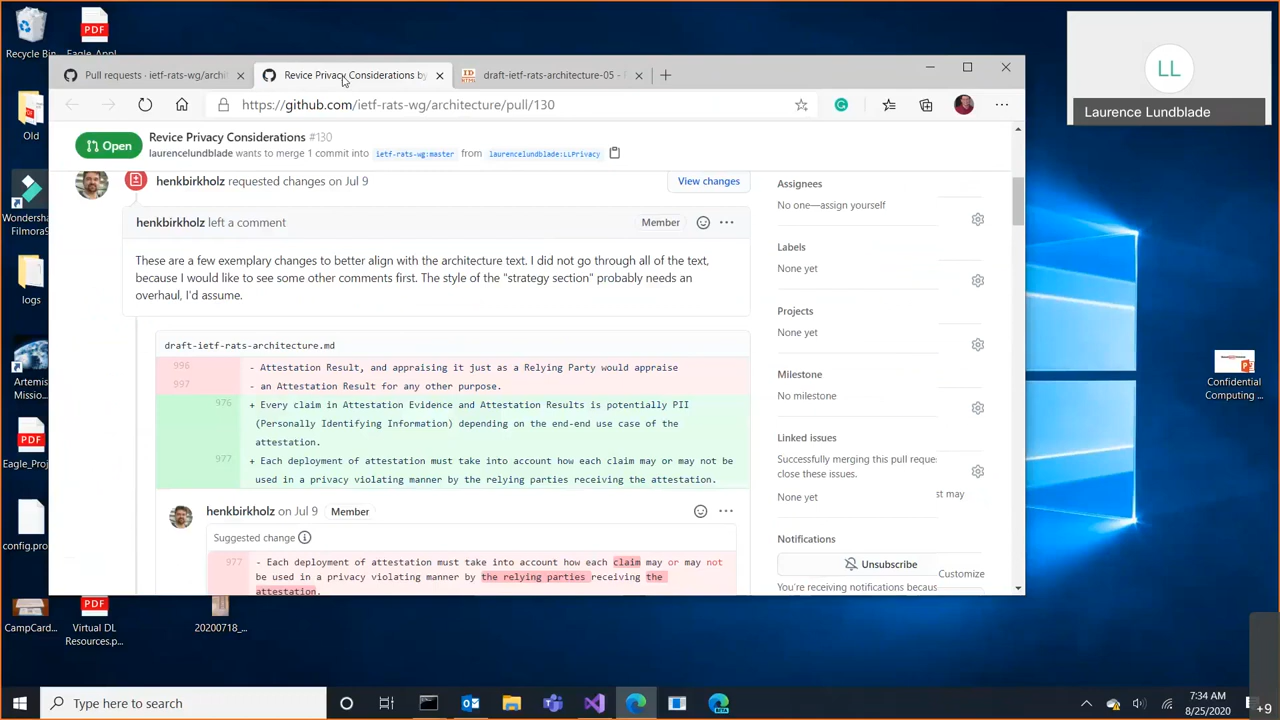 Recycle Bin
Eagle_Appl...
Old
Wondersha...
Filmora9
logs
Artemis
Missio...
Eagle_Proj
config.pro
CampCard...
Virtual DL
Resources.p...
20200718_...
Pull requests · ietf-rats-wg/archi
Revice Privacy Considerations by
draft-ietf-rats-architecture-05 -
https://github.com/ietf-rats-wg/architecture/pull/130
Open
Revice Privacy Considerations #130
laurencelundblade wants to merge 1 commit into ietf-rats-wg:master from laurencelundblade:LLPrivacy
henkbirkholz requested changes on Jul 9
View changes
henkbirkholz left a comment
Member
These are a few exemplary changes to better align with the architecture text. I did not go through all of the text,
because I would like to see some other comments first. The style of the "strategy section" probably needs an
overhaul, I'd assume.
draft-ietf-rats-architecture.md
996 - Attestation Result, and appraising it just as a Relying Party would appraise
997 - an Attestation Result for any other purpose.
976 + Every claim in Attestation Evidence and Attestation Results is potentially PII
(Personally Identifying Information) depending on the end-end use case of the
attestation.
977 + Each deployment of attestation must take into account how each claim may or may not be
used in a privacy violating manner by the relying parties receiving the attestation.
henkbirkholz on Jul 9 Member
Suggested change
977 - Each deployment of attestation must take into account how each claim may or may not
be used in a privacy violating manner by the relying parties receiving the
attestation.
Assignees
No one—assign yourself
Labels
None yet
Projects
None yet
Milestone
No milestone
Linked issues
Successfully merging this pull reque
close these issues.
st may
None yet
Notifications
Customize
Unsubscribe
You're receiving notifications becaus
LL
Laurence Lundblade
Confidential
Computing ...
Type here to search
7:34 AM
8/25/2020
+9